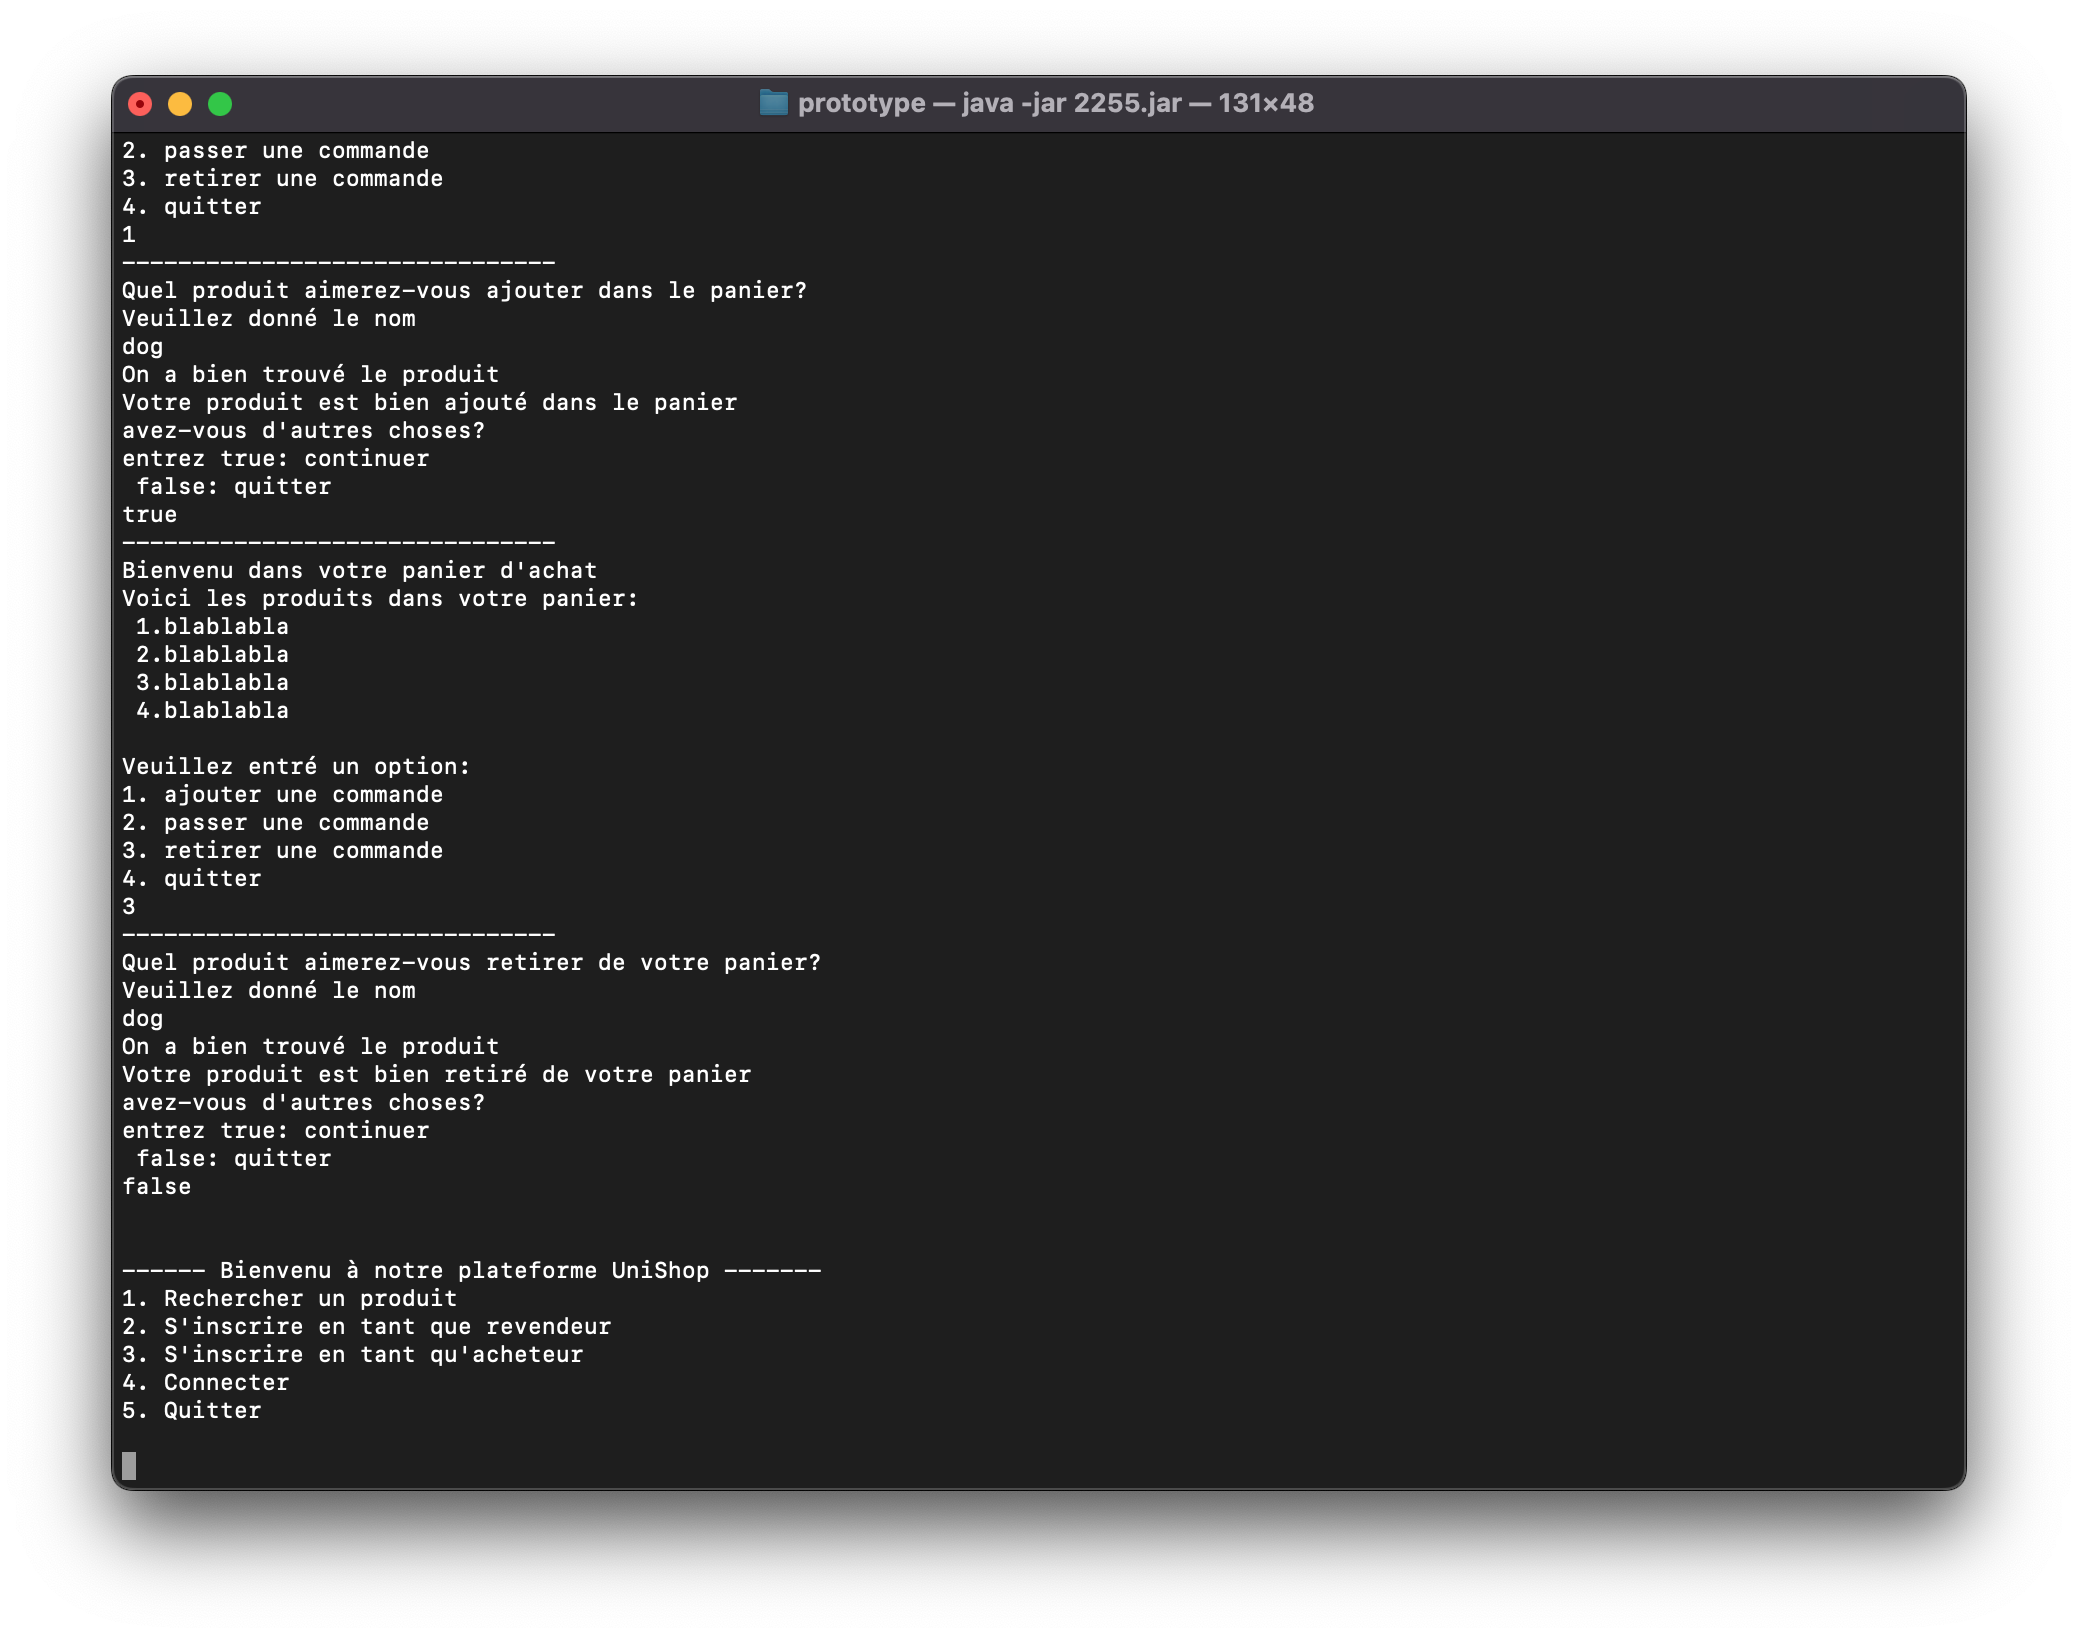 prototype — java -jar 2255.jar — 131×48
2. passer une commande
3. retirer une commande
4. quitter
1
-------------------------------
Quel produit aimerez-vous ajouter dans le panier?
Veuillez donné le nom
dog
On a bien trouvé le produit
Votre produit est bien ajouté dans le panier
avez-vous d'autres choses?
entrez true: continuer
 false: quitter
true
-------------------------------
Bienvenu dans votre panier d'achat
Voici les produits dans votre panier:
 1.blablabla
 2.blablabla
 3.blablabla
 4.blablabla

Veuillez entré un option:
1. ajouter une commande
2. passer une commande
3. retirer une commande
4. quitter
3
-------------------------------
Quel produit aimerez-vous retirer de votre panier?
Veuillez donné le nom
dog
On a bien trouvé le produit
Votre produit est bien retiré de votre panier
avez-vous d'autres choses?
entrez true: continuer
 false: quitter
false

------ Bienvenu à notre plateforme UniShop -------
1. Rechercher un produit
2. S'inscrire en tant que revendeur
3. S'inscrire en tant qu'acheteur
4. Connecter
5. Quitter